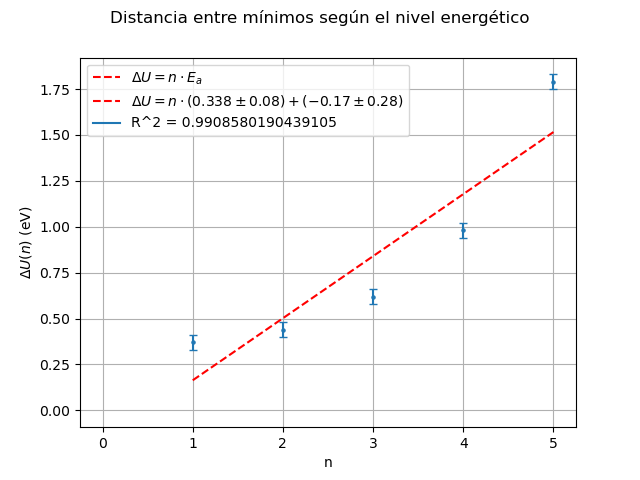 Distancia entre mínimos según el nivel energético
ΔU = n · Eₐ
ΔU = n · (0.338 ± 0.08) + (−0.17 ± 0.28)
R^2 = 0.9908580190439105
ΔU(n) (eV)
1.75
1.50
1.25
1.00
0.75
0.50
0.25
0.00
0 1 2 3 4 5
n